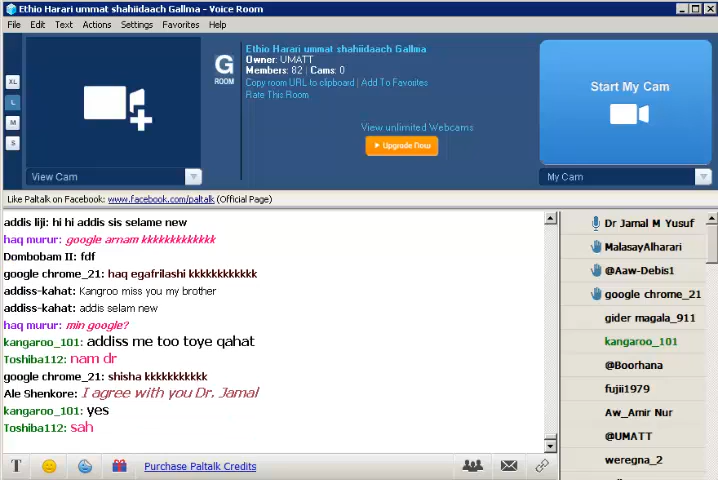 Ethio Harari ummat shahiidaach Gallma - Voice Room
File Edit Text Actions Settings Favorites Help
XL
L
M
S
View Cam
G
ROOM
Ethio Harari ummat shahiidaach Gallma
Owner: UMATT
Members: 82 | Cams: 0
Copy room URL to clipboard | Add To Favorites
Rate This Room
View unlimited Webcams
Upgrade Now
Start My Cam
My Cam
Like Paltalk on Facebook: www.facebook.com/paltalk (Official Page)
addis liji: hi hi addis sis selame new
haq murur: google arnam kkkkkkkkkkkkk
Dombobam II: fdf
google chrome_21: haq egafrilashi kkkkkkkkkkkk
addiss-kahat: Kangroo miss you my brother
addiss-kahat: addis selam new
haq murur: min google?
kangaroo_101: addiss me too toye qahat
Toshiba112: nam dr
google chrome_21: shisha kkkkkkkkkkk
Ale Shenkore: I agree with you Dr. Jamal
kangaroo_101: yes
Toshiba112: sah
T
Purchase Paltalk Credits
Dr Jamal M Yusuf
MalasayAlharari
@Aaw-Debis1
google chrome_21
gider magala_911
kangaroo_101
@Boorhana
fujii1979
Aw_Amir Nur
@UMATT
weregna_2